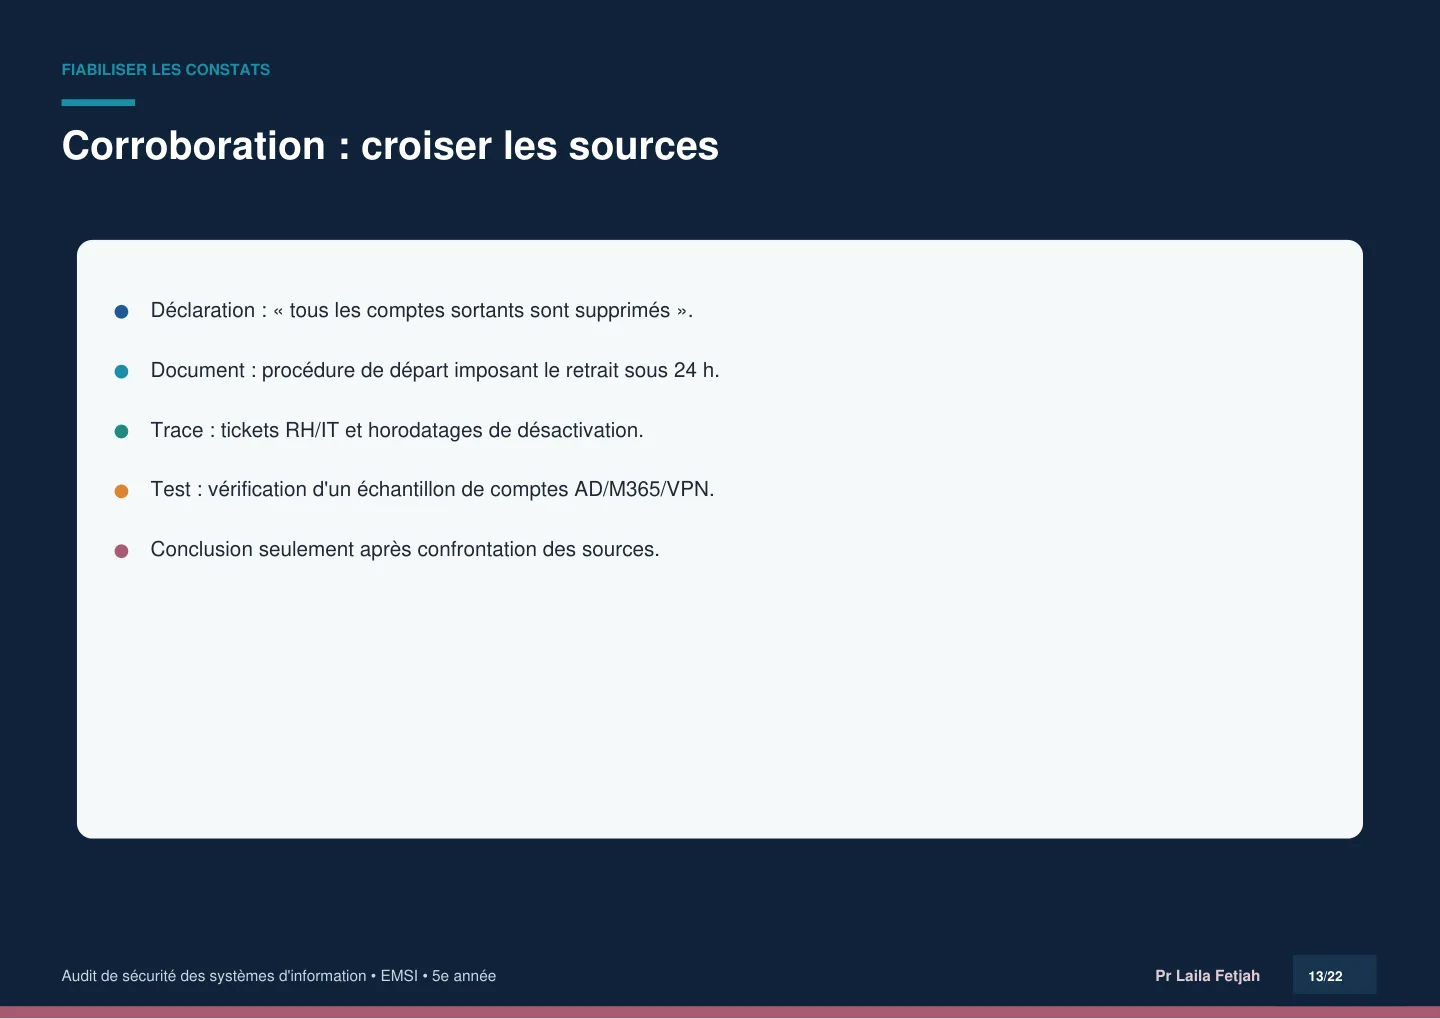 FIABILISER LES CONSTATS
Corroboration : croiser les sources
Déclaration : « tous les comptes sortants sont supprimés ».
Document : procédure de départ imposant le retrait sous 24 h.
Trace : tickets RH/IT et horodatages de désactivation.
Test : vérification d'un échantillon de comptes AD/M365/VPN.
Conclusion seulement après confrontation des sources.
Audit de sécurité des systèmes d'information • EMSI • 5e année
Pr Laila Fetjah
13/22